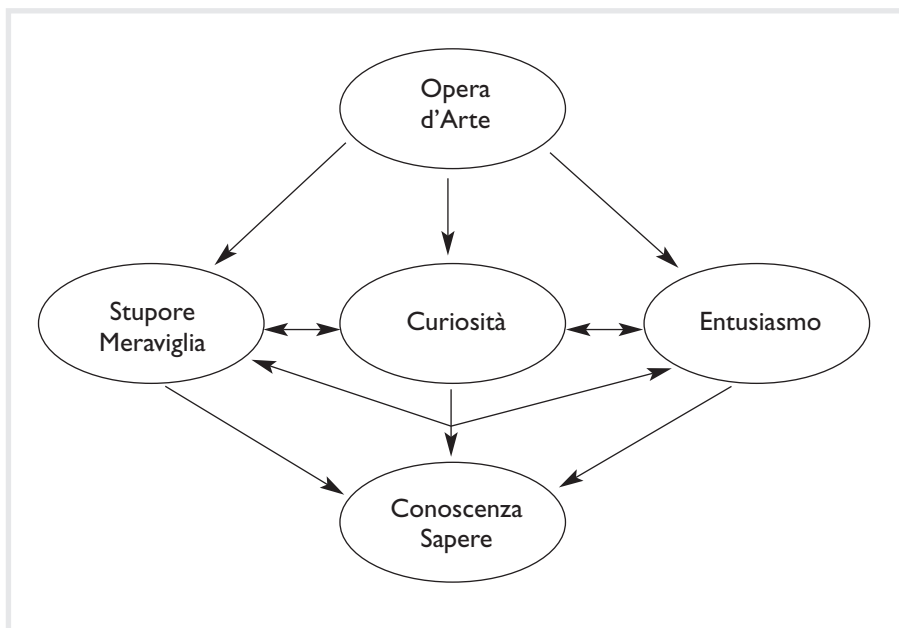 Opera
d'Arte
Stupore
Meraviglia
Curiosità
Entusiasmo
Conoscenza
Sapere